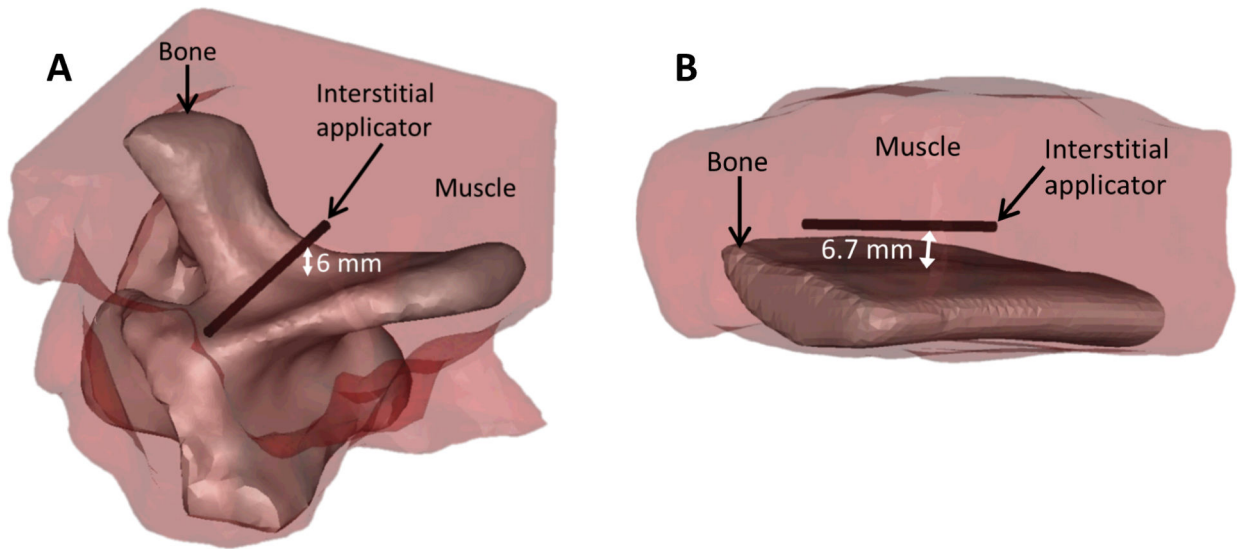 A
Bone
Interstitial
applicator
Muscle
6 mm
B
Muscle
Bone
Interstitial
applicator
6.7 mm